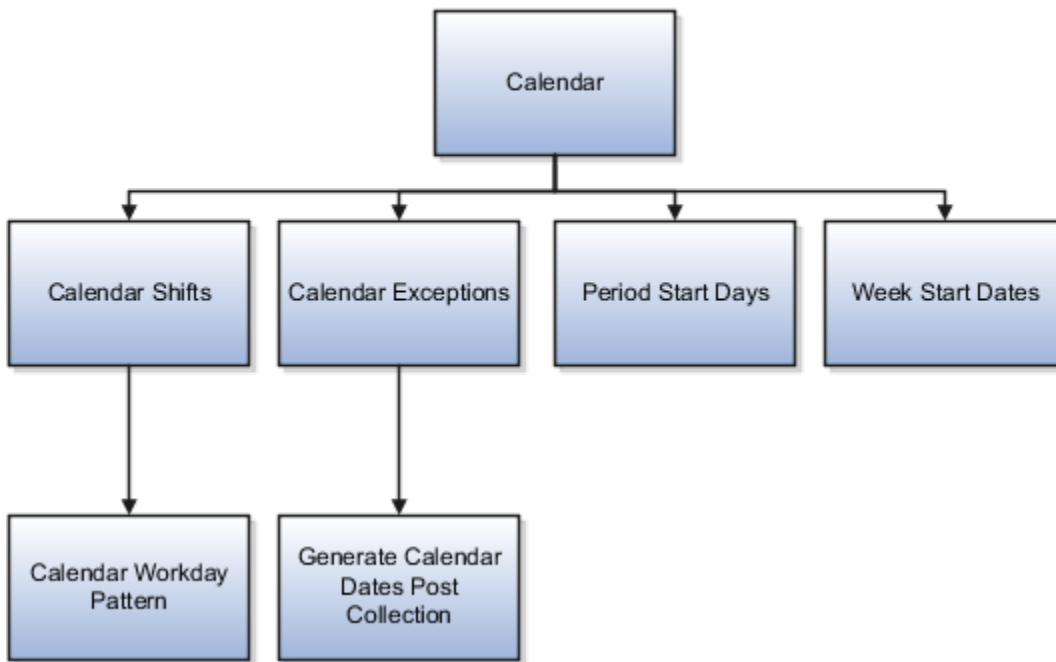 Calendar
Calendar Shifts
Calendar Exceptions
Period Start Days
Week Start Dates
Calendar Workday
Pattern
Generate Calendar
Dates Post
Collection